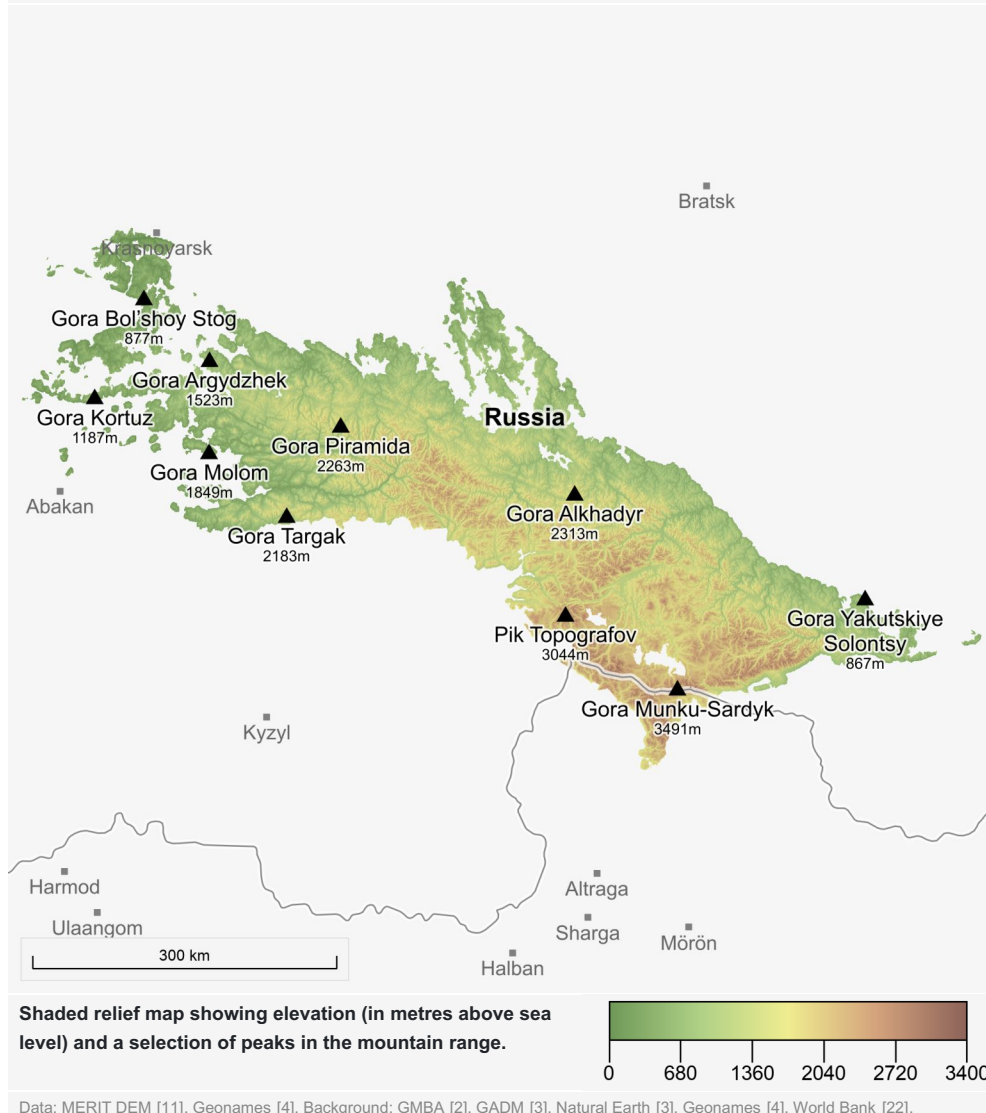 Bratsk
Krasnoyarsk
Gora Bol'shoy Stog
877m
Gora Argydzhek
1523m
Gora Kortuz
1187m
Russia
Gora Piramida
2263m
Gora Molom
1849m
Abakan
Gora Alkhadyr
2313m
Gora Targak
2183m
Gora Yakutskiye
Solontsy
867m
Pik Topografov
3044m
Gora Munku-Sardyk
3491m
Kyzyl
Harmod
Altraga
Ulaangom
Sharga
Mörön
300 km
Halban
Shaded relief map showing elevation (in metres above sea
level) and a selection of peaks in the mountain range.
0 680 1360 2040 2720 3400
Data: MERIT DEM [11], Geonames [4]. Background: GMBA [2], GADM [3], Natural Earth [3], Geonames [4], World Bank [22].